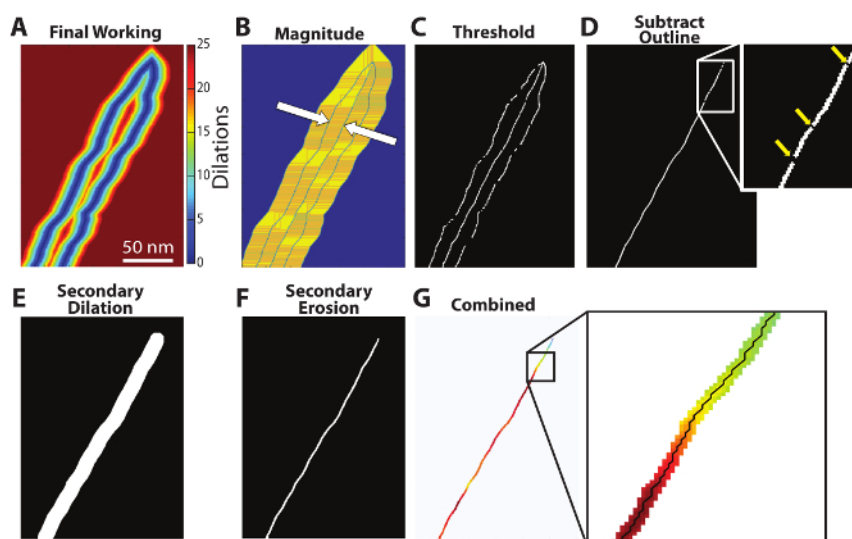 A Final Working
25
20
15
10
5
0
Dilations
50 nm
B Magnitude
C Threshold
D Subtract
Outline
E Secondary
Dilation
F Secondary
Erosion
G Combined